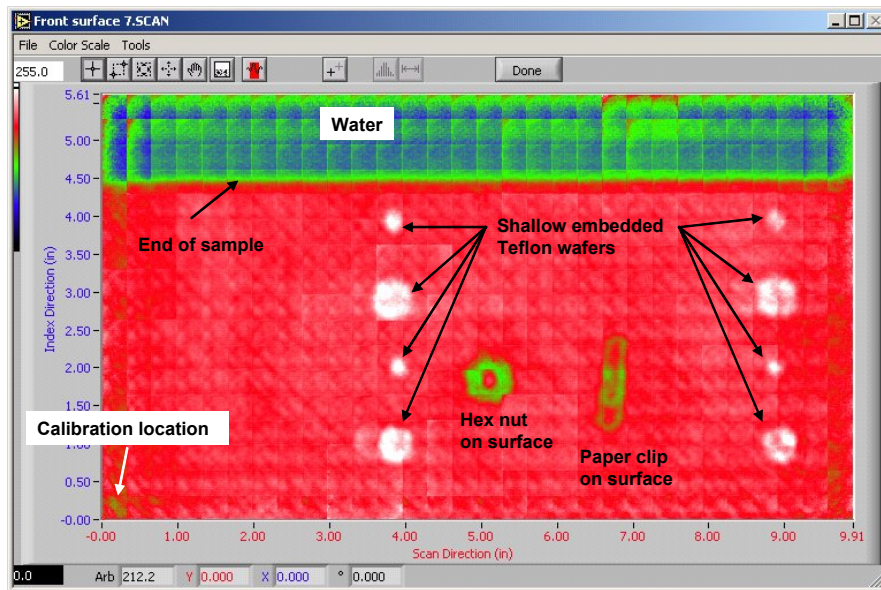 Front surface 7.SCAN
File Color Scale Tools
255.0
Done
5.61
5.00
4.50
4.00
3.50
3.00
2.50
2.00
1.50
1.00
0.50
-0.00
Index Direction (in)
Water
End of sample
Shallow embedded
Teflon wafers
Hex nut
on surface
Paper clip
on surface
Calibration location
-0.00 1.00 2.00 3.00 4.00 5.00 6.00 7.00 8.00 9.00 9.91
Scan Direction (in)
0.0 Arb 212.2 Y 0.000 X 0.000 ° 0.000